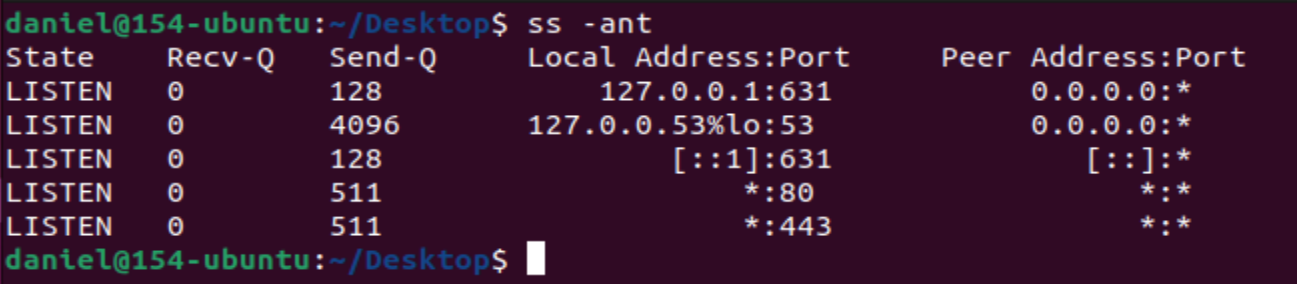 daniel@154-ubuntu:~/Desktop$ ss -ant
State Recv-Q Send-Q Local Address:Port Peer Address:Port
LISTEN 0 128 127.0.0.1:631 0.0.0.0:*
LISTEN 0 4096 127.0.0.53%lo:53 0.0.0.0:*
LISTEN 0 128 [::1]:631 [::]:*
LISTEN 0 511 *:80 *:*
LISTEN 0 511 *:443 *:*
daniel@154-ubuntu:~/Desktop$